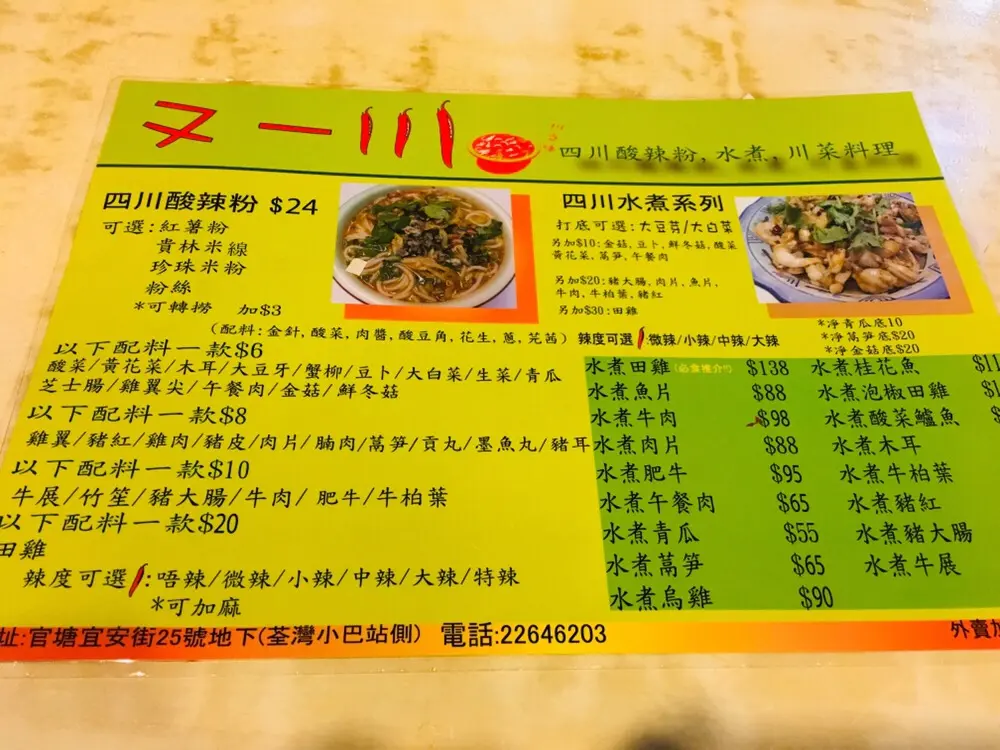 又一川
四川酸辣粉,水煮,川菜料理
四川酸辣粉 $24
可選:紅薯粉
貴林米線
珍珠米粉
粉絲
*可轉撈 加$3
(配料:金針,酸菜,肉醬,酸豆角,花生,蔥,芫茜)
以下配料一款$6
酸菜/黃花菜/木耳/大豆牙/蟹柳/豆卜/大白菜/生菜/青瓜
芝士腸/雞翼尖/午餐肉/金菇/鮮冬菇
以下配料一款$8
雞翼/豬紅/雞肉/豬皮/肉片/腩肉/萵笋/貢丸/墨魚丸/豬耳
以下配料一款$10
牛展/竹笙/豬大腸/牛肉/肥牛/牛柏葉
以下配料一款$20
田雞
辣度可選:唔辣/微辣/小辣/中辣/大辣/特辣
*可加麻
四川水煮系列
打底可選:大豆芽/大白菜
另加$10:金菇,豆卜,鮮冬菇,酸菜
黃花菜,萵笋,午餐肉
另加$20:豬大腸,肉片,魚片,
牛肉,牛柏葉,豬紅
另加$30:田雞
*凈青瓜底10
*凈萵笋底$20
*凈金菇底$20
辣度可選:微辣/小辣/中辣/大辣
水煮田雞(必食推介!!) $138 水煮桂花魚
水煮魚片 $88 水煮泡椒田雞
水煮牛肉 $98 水煮酸菜鱸魚
水煮肉片 $88 水煮木耳
水煮肥牛 $95 水煮牛柏葉
水煮午餐肉 $65 水煮豬紅
水煮青瓜 $55 水煮豬大腸
水煮萵笋 $65 水煮牛展
水煮烏雞 $90
址:官塘宜安街25號地下(荃灣小巴站側) 電話:22646203
外賣加